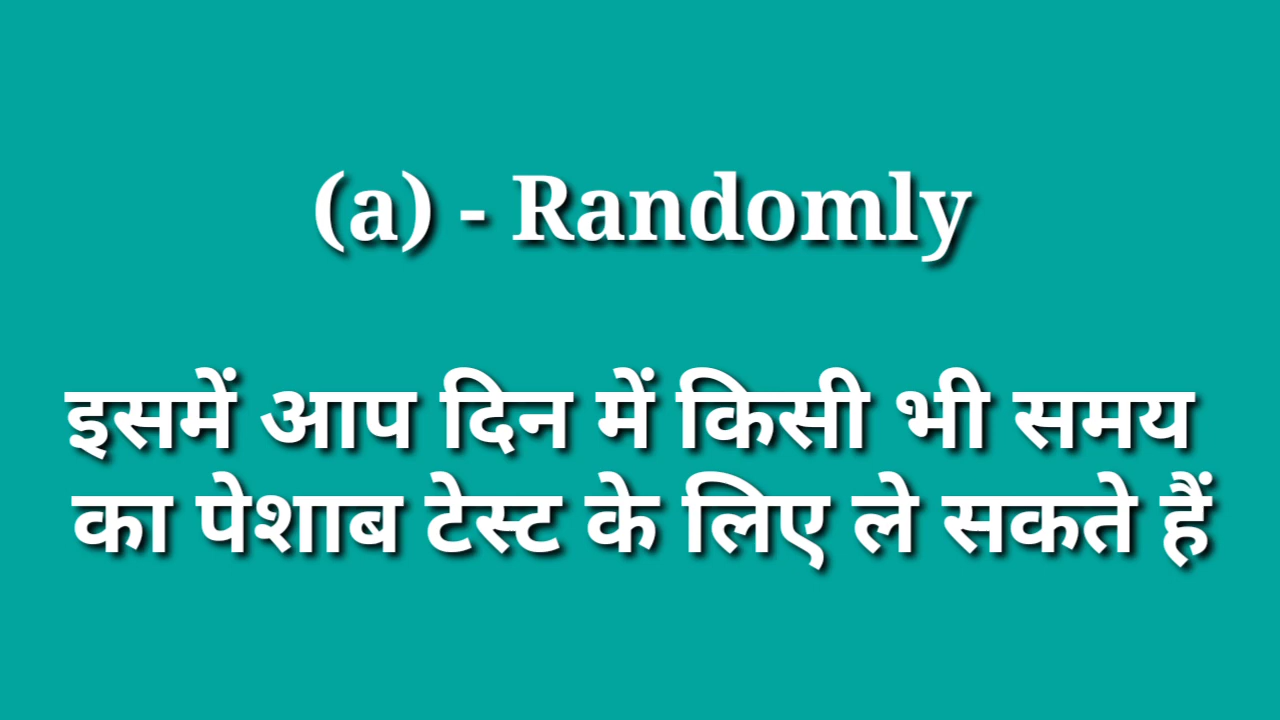 (a) - Randomly
इसमें आप दिन में किसी भी समय
का पेशाब टेस्ट के लिए ले सकते हैं